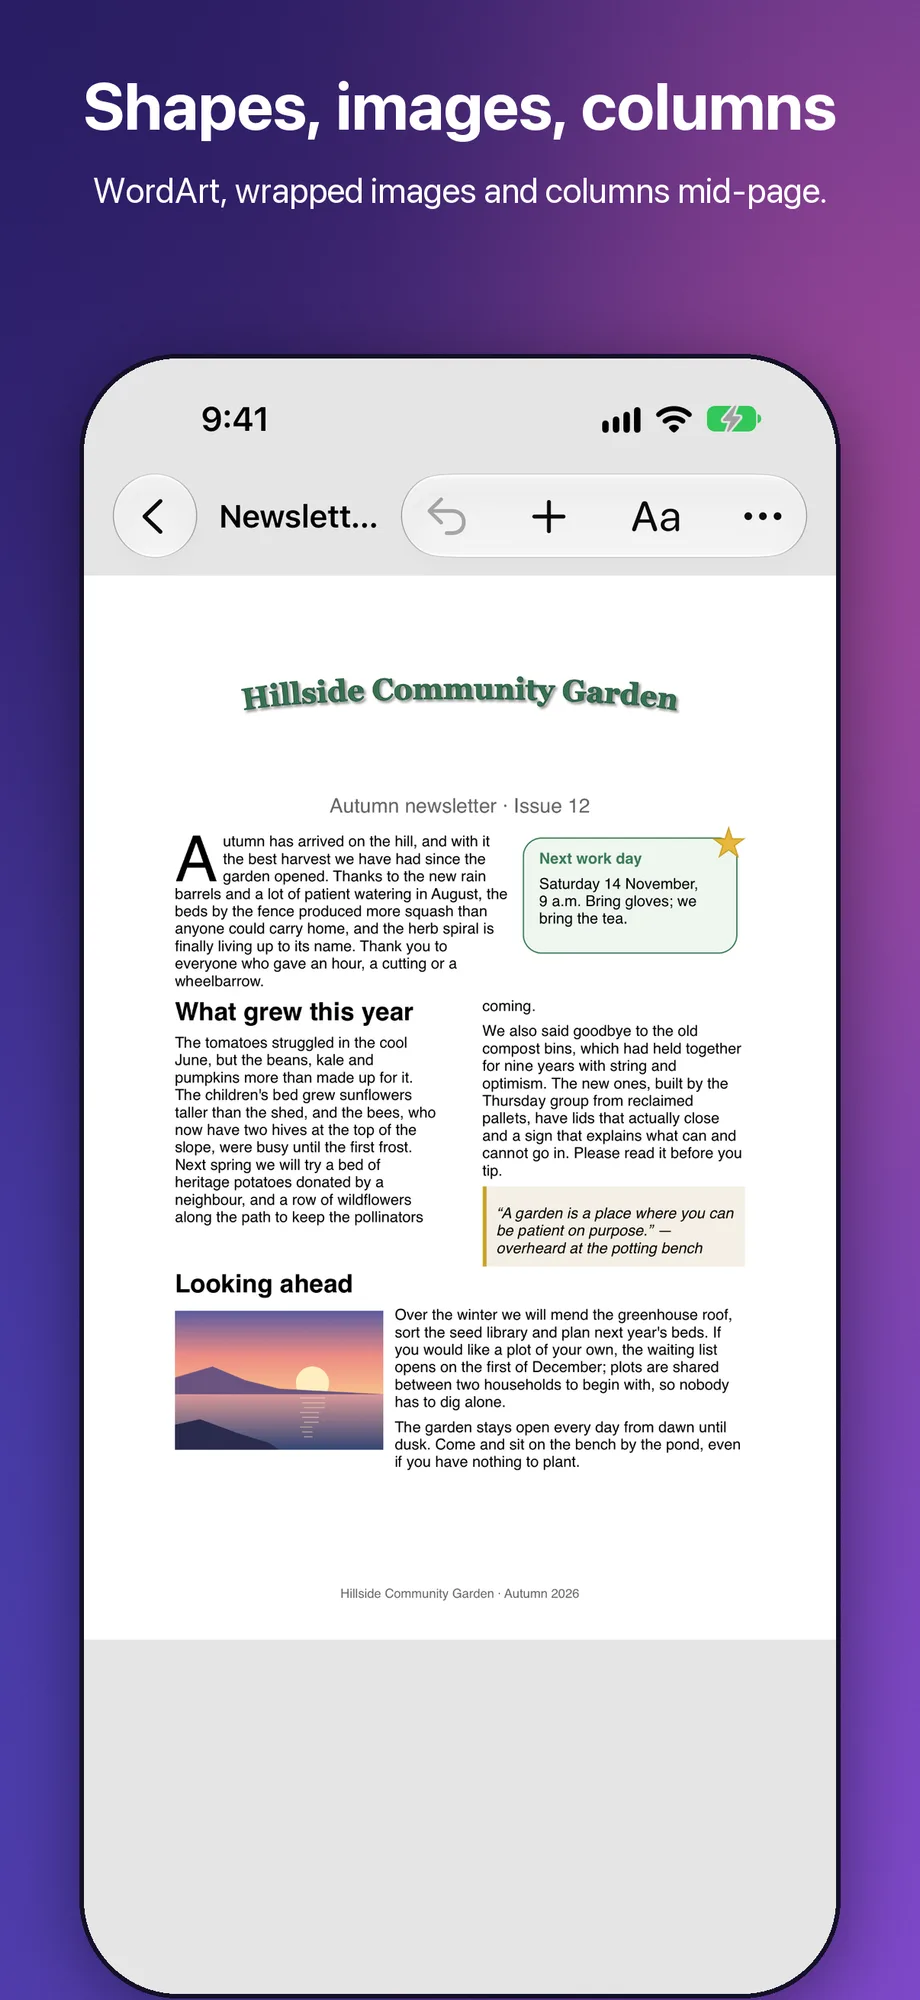 Shapes, images, columns
WordArt, wrapped images and columns mid-page.
9:41
Newslett...
Aa
Hillside Community Garden
Autumn newsletter · Issue 12
Autumn has arrived on the hill, and with it
the best harvest we have had since the
garden opened. Thanks to the new rain
barrels and a lot of patient watering in August, the
beds by the fence produced more squash than
anyone could carry home, and the herb spiral is
finally living up to its name. Thank you to
everyone who gave an hour, a cutting or a
wheelbarrow.
Next work day
Saturday 14 November,
9 a.m. Bring gloves; we
bring the tea.
What grew this year
The tomatoes struggled in the cool
June, but the beans, kale and
pumpkins more than made up for it.
The children's bed grew sunflowers
taller than the shed, and the bees, who
now have two hives at the top of the
slope, were busy until the first frost.
Next spring we will try a bed of
heritage potatoes donated by a
neighbour, and a row of wildflowers
along the path to keep the pollinators
coming.
We also said goodbye to the old
compost bins, which had held together
for nine years with string and
optimism. The new ones, built by the
Thursday group from reclaimed
pallets, have lids that actually close
and a sign that explains what can and
cannot go in. Please read it before you
tip.
“A garden is a place where you can
be patient on purpose.” —
overheard at the potting bench
Looking ahead
Over the winter we will mend the greenhouse roof,
sort the seed library and plan next year's beds. If
you would like a plot of your own, the waiting list
opens on the first of December; plots are shared
between two households to begin with, so nobody
has to dig alone.
The garden stays open every day from dawn until
dusk. Come and sit on the bench by the pond, even
if you have nothing to plant.
Hillside Community Garden · Autumn 2026